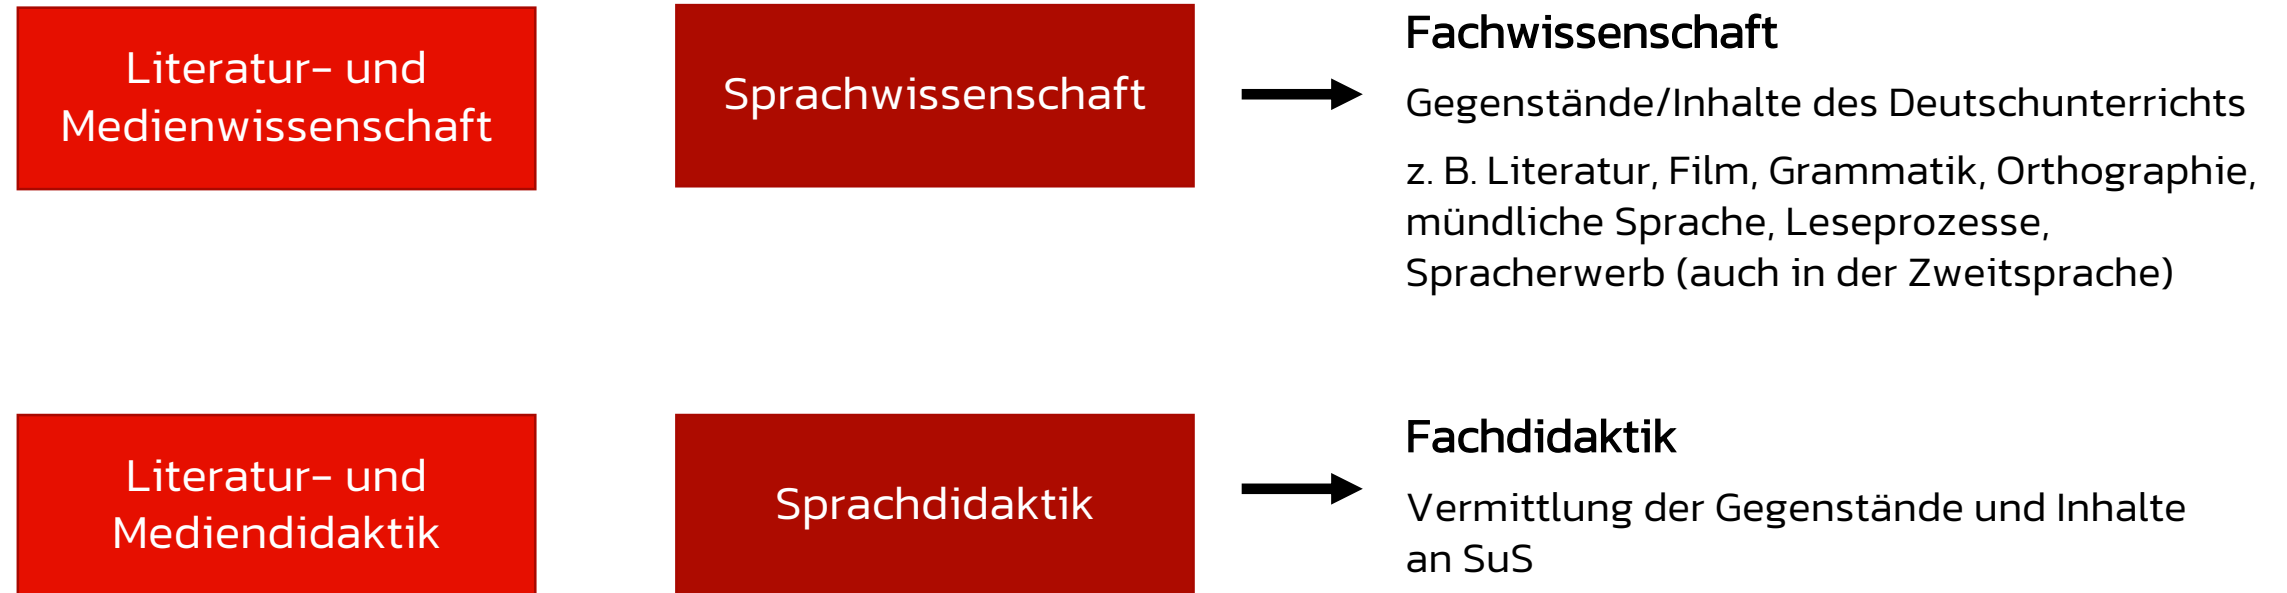 Literatur- und
Medienwissenschaft
Sprachwissenschaft
Fachwissenschaft
Gegenstände/Inhalte des Deutschunterrichts
z. B. Literatur, Film, Grammatik, Orthographie,
mündliche Sprache, Leseprozesse,
Spracherwerb (auch in der Zweitsprache)
Literatur- und
Mediendidaktik
Sprachdidaktik
Fachdidaktik
Vermittlung der Gegenstände und Inhalte
an SuS